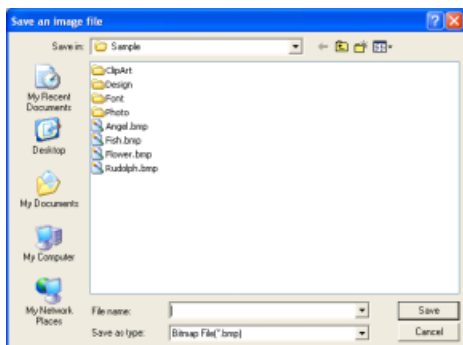 Save an image file
Save in: Sample
My Recent
Documents
Desktop
My Documents
My Computer
My Network
Places
ClipArt
Design
Font
Photo
Angel.bmp
Fish.bmp
Flower.bmp
Rudolph.bmp
File name: Save
Save as type: Bitmap File(*.bmp) Cancel